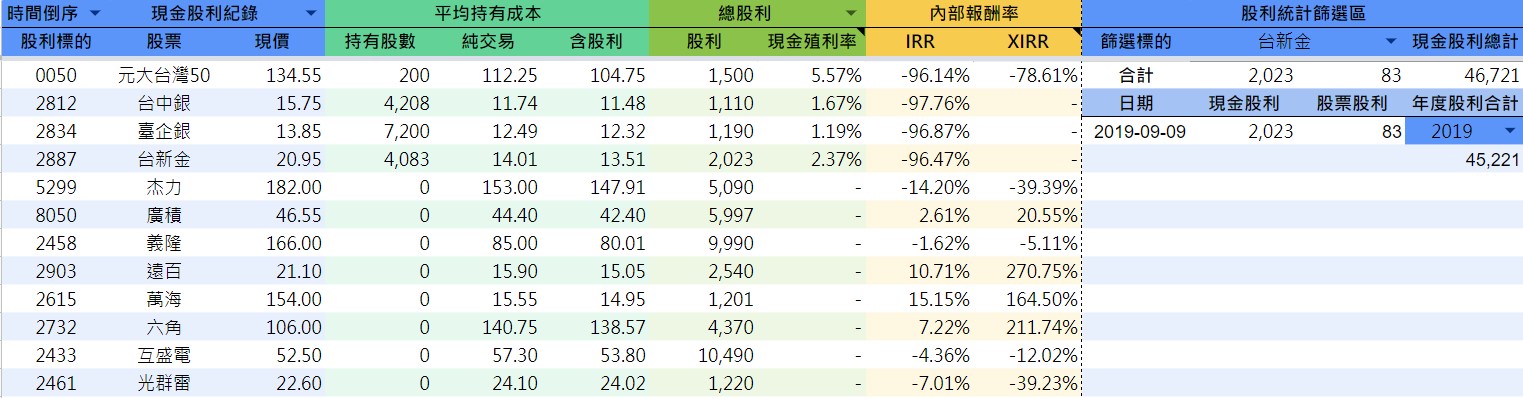 時間倒序 現金股利紀錄 平均持有成本 總股利 內部報酬率 股利統計篩選區
股利標的 股票 現價 持有股數 純交易 含股利 股利 現金殖利率 IRR XIRR 篩選標的 台新金 現金股利總計
0050 元大台灣50 134.55 200 112.25 104.75 1,500 5.57% -96.14% -78.61% 合計 2,023 83 46,721
2812 台中銀 15.75 4,208 11.74 11.48 1,110 1.67% -97.76% - 日期 現金股利 股票股利 年度股利合計
2834 臺企銀 13.85 7,200 12.49 12.32 1,190 1.19% -96.87% - 2019-09-09 2,023 83 2019
2887 台新金 20.95 4,083 14.01 13.51 2,023 2.37% -96.47% - 45,221
5299 杰力 182.00 0 153.00 147.91 5,090 - -14.20% -39.39%
8050 廣積 46.55 0 44.40 42.40 5,997 - 2.61% 20.55%
2458 義隆 166.00 0 85.00 80.01 9,990 - -1.62% -5.11%
2903 遠百 21.10 0 15.90 15.05 2,540 - 10.71% 270.75%
2615 萬海 154.00 0 15.55 14.95 1,201 - 15.15% 164.50%
2732 六角 106.00 0 140.75 138.57 4,370 - 7.22% 211.74%
2433 互盛電 52.50 0 57.30 53.80 10,490 - -4.36% -12.02%
2461 光群雷 22.60 0 24.10 24.02 1,220 - -7.01% -39.23%